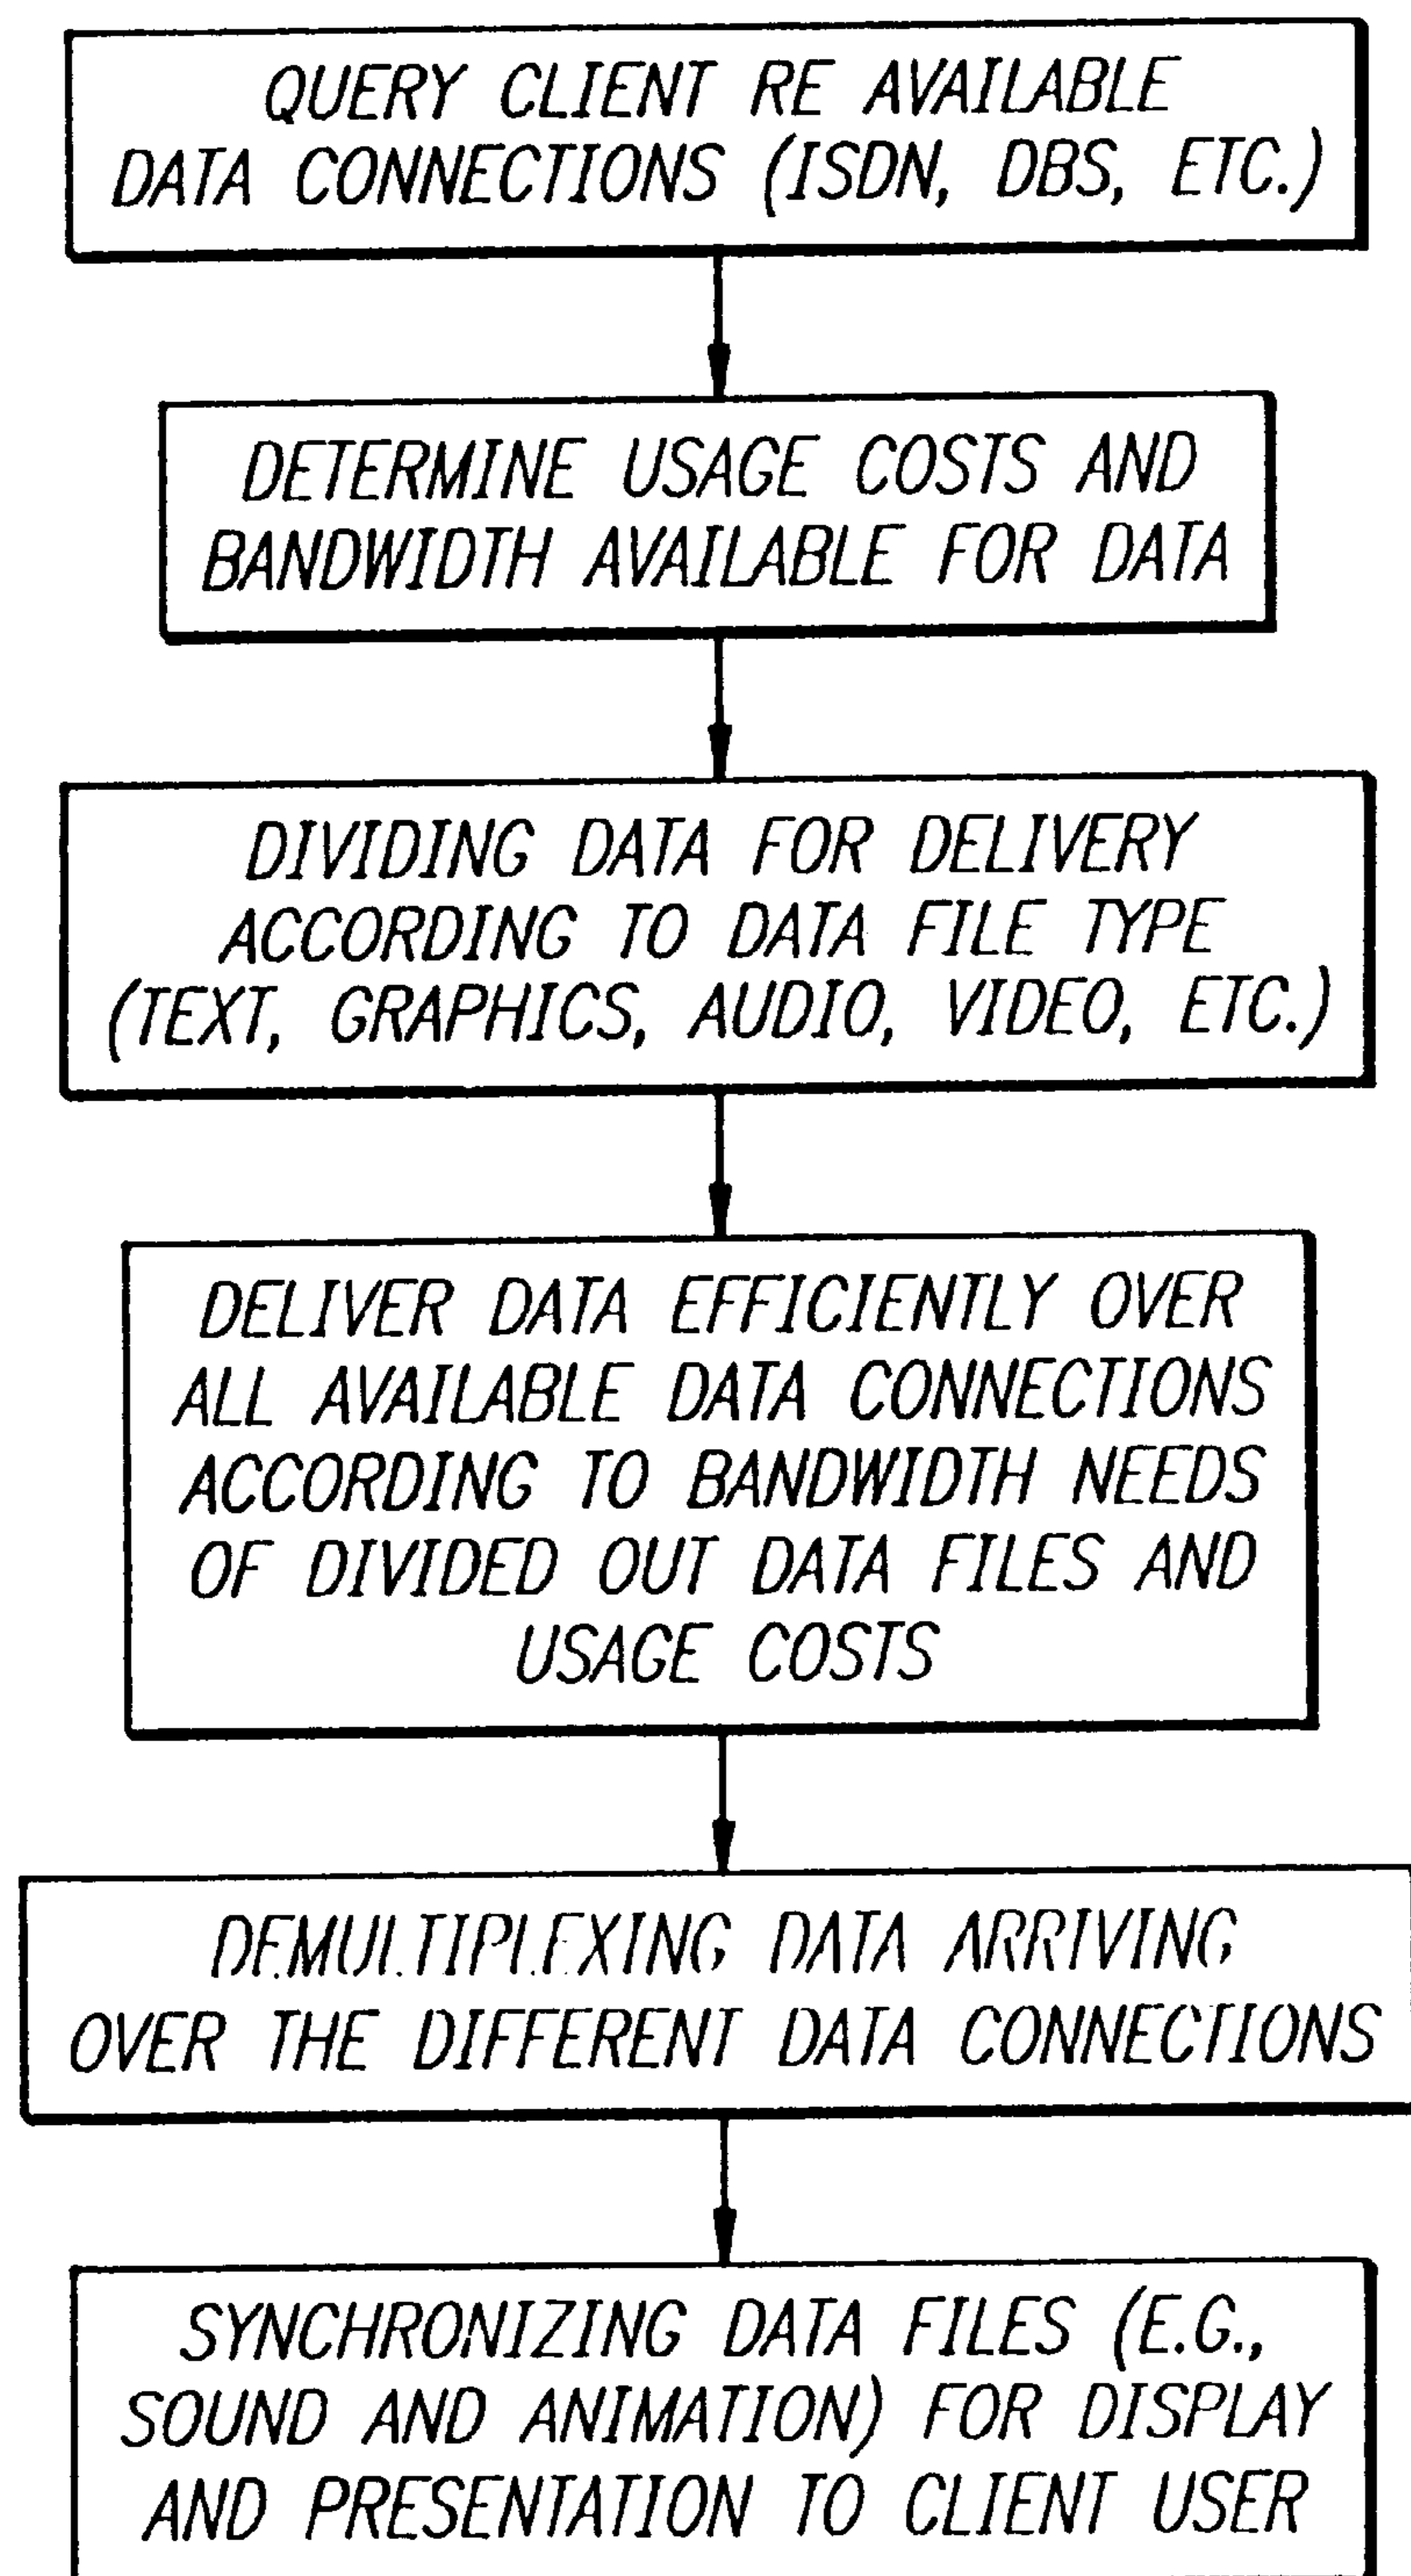 QUERY CLIENT RE AVAILABLE
DATA CONNECTIONS (ISDN, DBS, ETC.)
DETERMINE USAGE COSTS AND
BANDWIDTH AVAILABLE FOR DATA
DIVIDING DATA FOR DELIVERY
ACCORDING TO DATA FILE TYPE
(TEXT, GRAPHICS, AUDIO, VIDEO, ETC.)
DELIVER DATA EFFICIENTLY OVER
ALL AVAILABLE DATA CONNECTIONS
ACCORDING TO BANDWIDTH NEEDS
OF DIVIDED OUT DATA FILES AND
USAGE COSTS
DEMULTIPLEXING DATA ARRIVING
OVER THE DIFFERENT DATA CONNECTIONS
SYNCHRONIZING DATA FILES (E.G.,
SOUND AND ANIMATION) FOR DISPLAY
AND PRESENTATION TO CLIENT USER